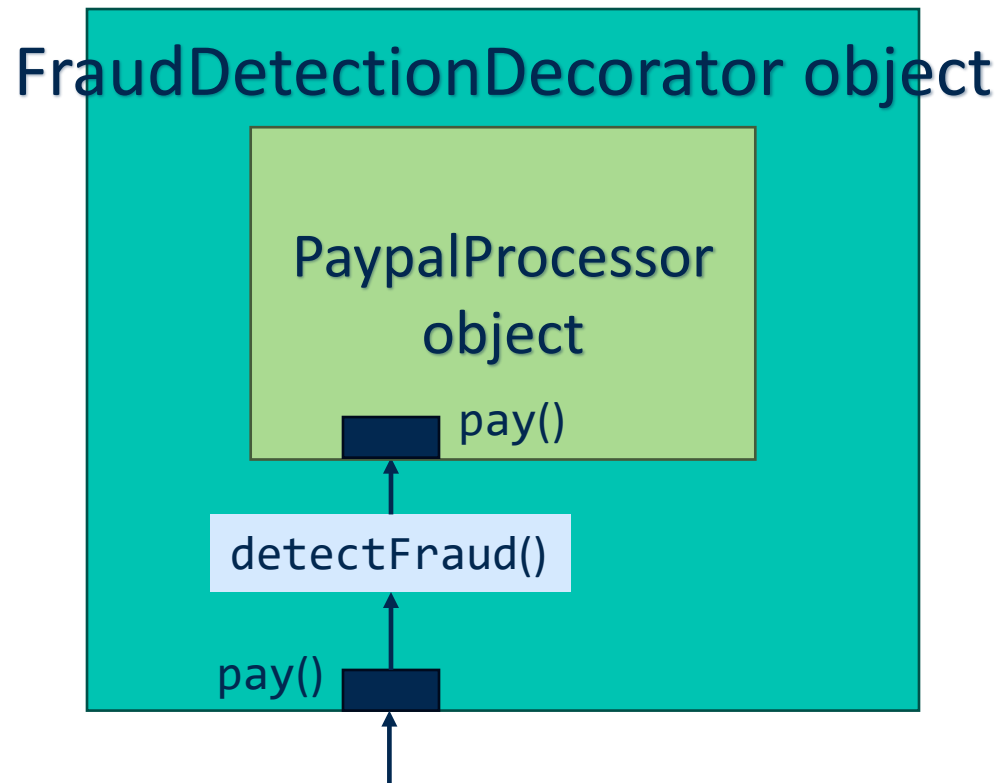 FraudDetectionDecorator object
PaypalProcessor
object
pay()
detectFraud()
pay()